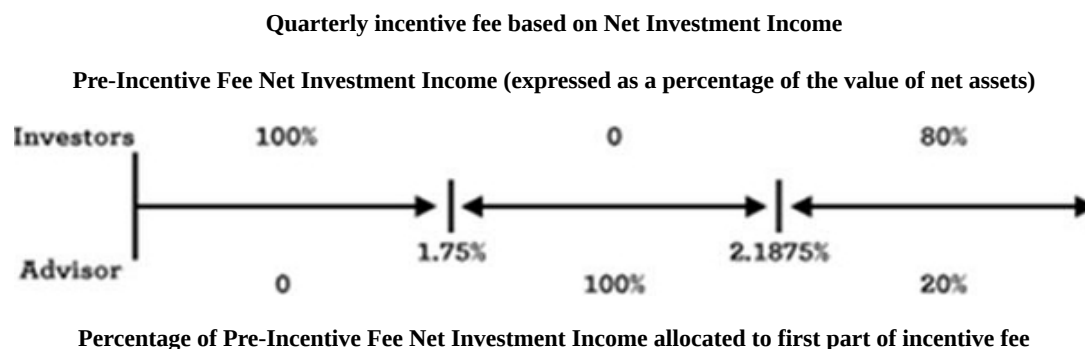 Quarterly incentive fee based on Net Investment Income
Pre-Incentive Fee Net Investment Income (expressed as a percentage of the value of net assets)
Investors 100% 0 80%
1.75% 2.1875%
Advisor 0 100% 20%
Percentage of Pre-Incentive Fee Net Investment Income allocated to first part of incentive fee